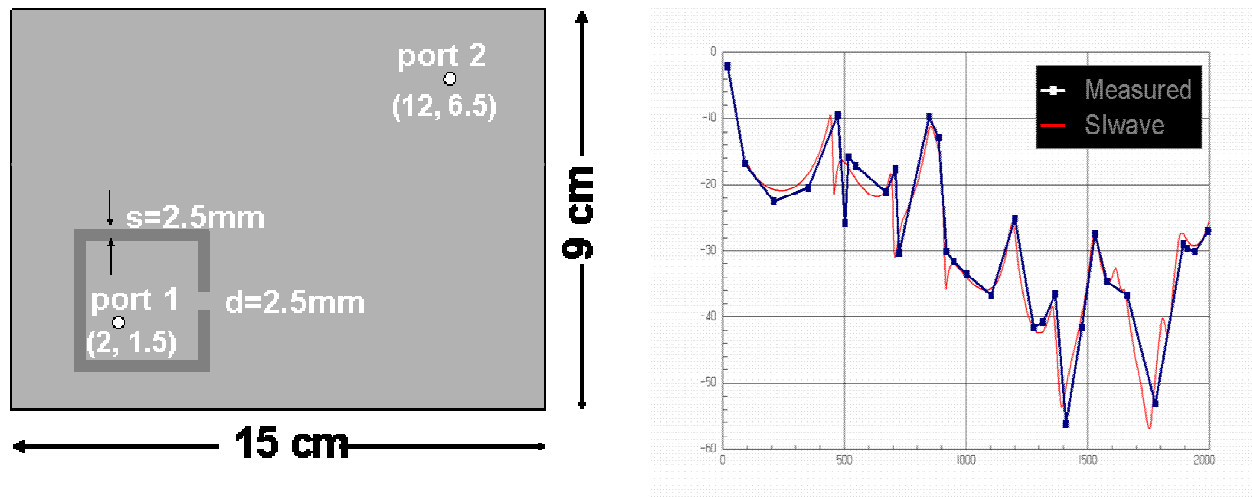 port 2
(12, 6.5)
s=2.5mm
port 1
d=2.5mm
(2, 1.5)
9 cm
15 cm
Measured
SIwave
0
-10
-20
-30
-40
-50
-60
0
500
1000
1500
2000